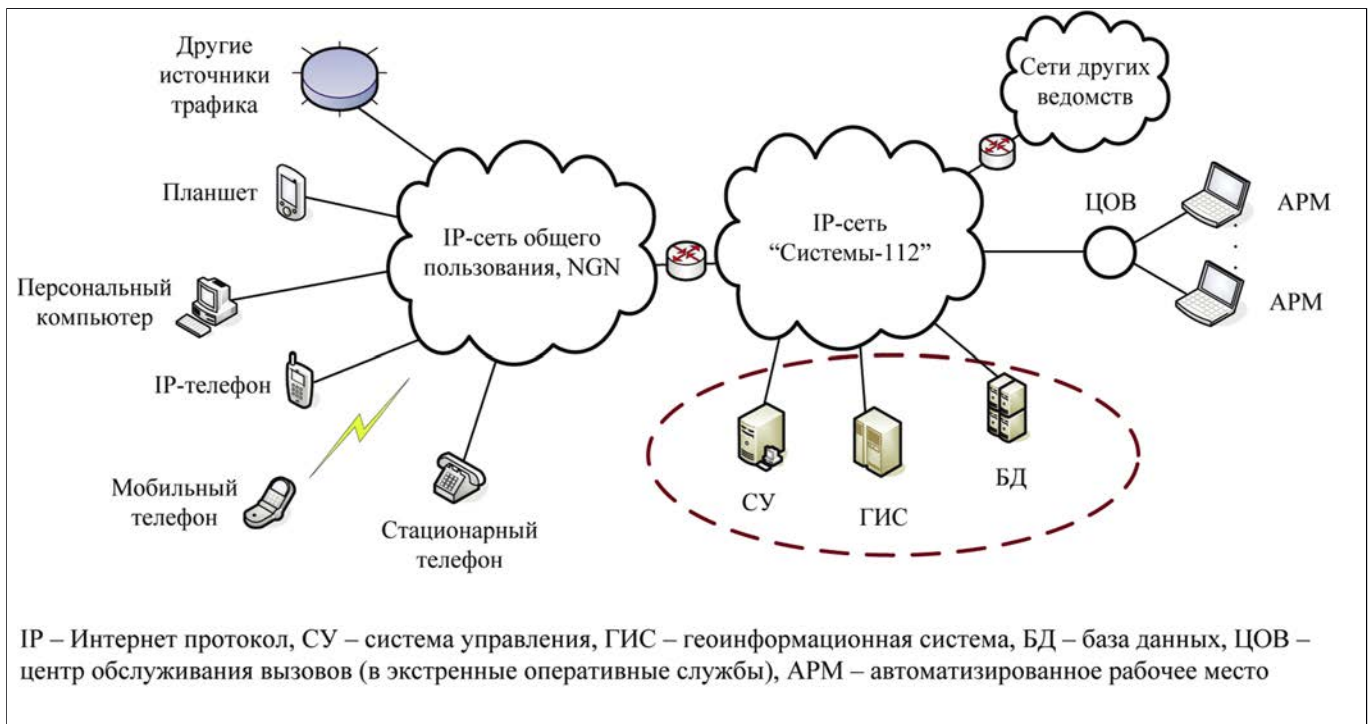 Другие
источники
трафика
Планшет
Персональный
компьютер
IP-телефон
Мобильный
телефон
Стационарный
телефон
IP-сеть общего
пользования, NGN
IP-сеть
“Системы-112”
Сети других
ведомств
ЦОВ
АРМ
АРМ
СУ
ГИС
БД
IP – Интернет протокол, СУ – система управления, ГИС – геоинформационная система, БД – база данных, ЦОВ –
центр обслуживания вызовов (в экстренные оперативные службы), АРМ – автоматизированное рабочее место